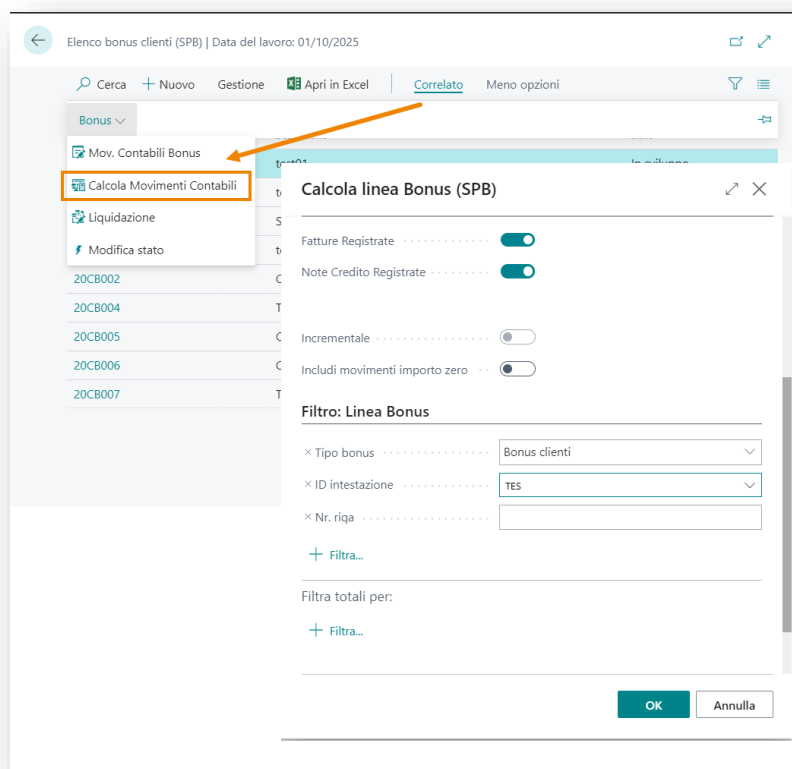 Elenco bonus clienti (SPB) | Data del lavoro: 01/10/2025
Cerca + Nuovo Gestione Apri in Excel Correlato Meno opzioni
Bonus
Mov. Contabili Bonus
Calcola Movimenti Contabili
Liquidazione
Modifica stato
test01
20CB002
20CB004
20CB005
20CB006
20CB007
Calcola linea Bonus (SPB)
Fatture Registrate
Note Credito Registrate
Incrementale
Includi movimenti importo zero
Filtro: Linea Bonus
× Tipo bonus Bonus clienti
× ID intestazione TES
× Nr. riga
+ Filtra...
Filtra totali per:
+ Filtra...
OK Annulla